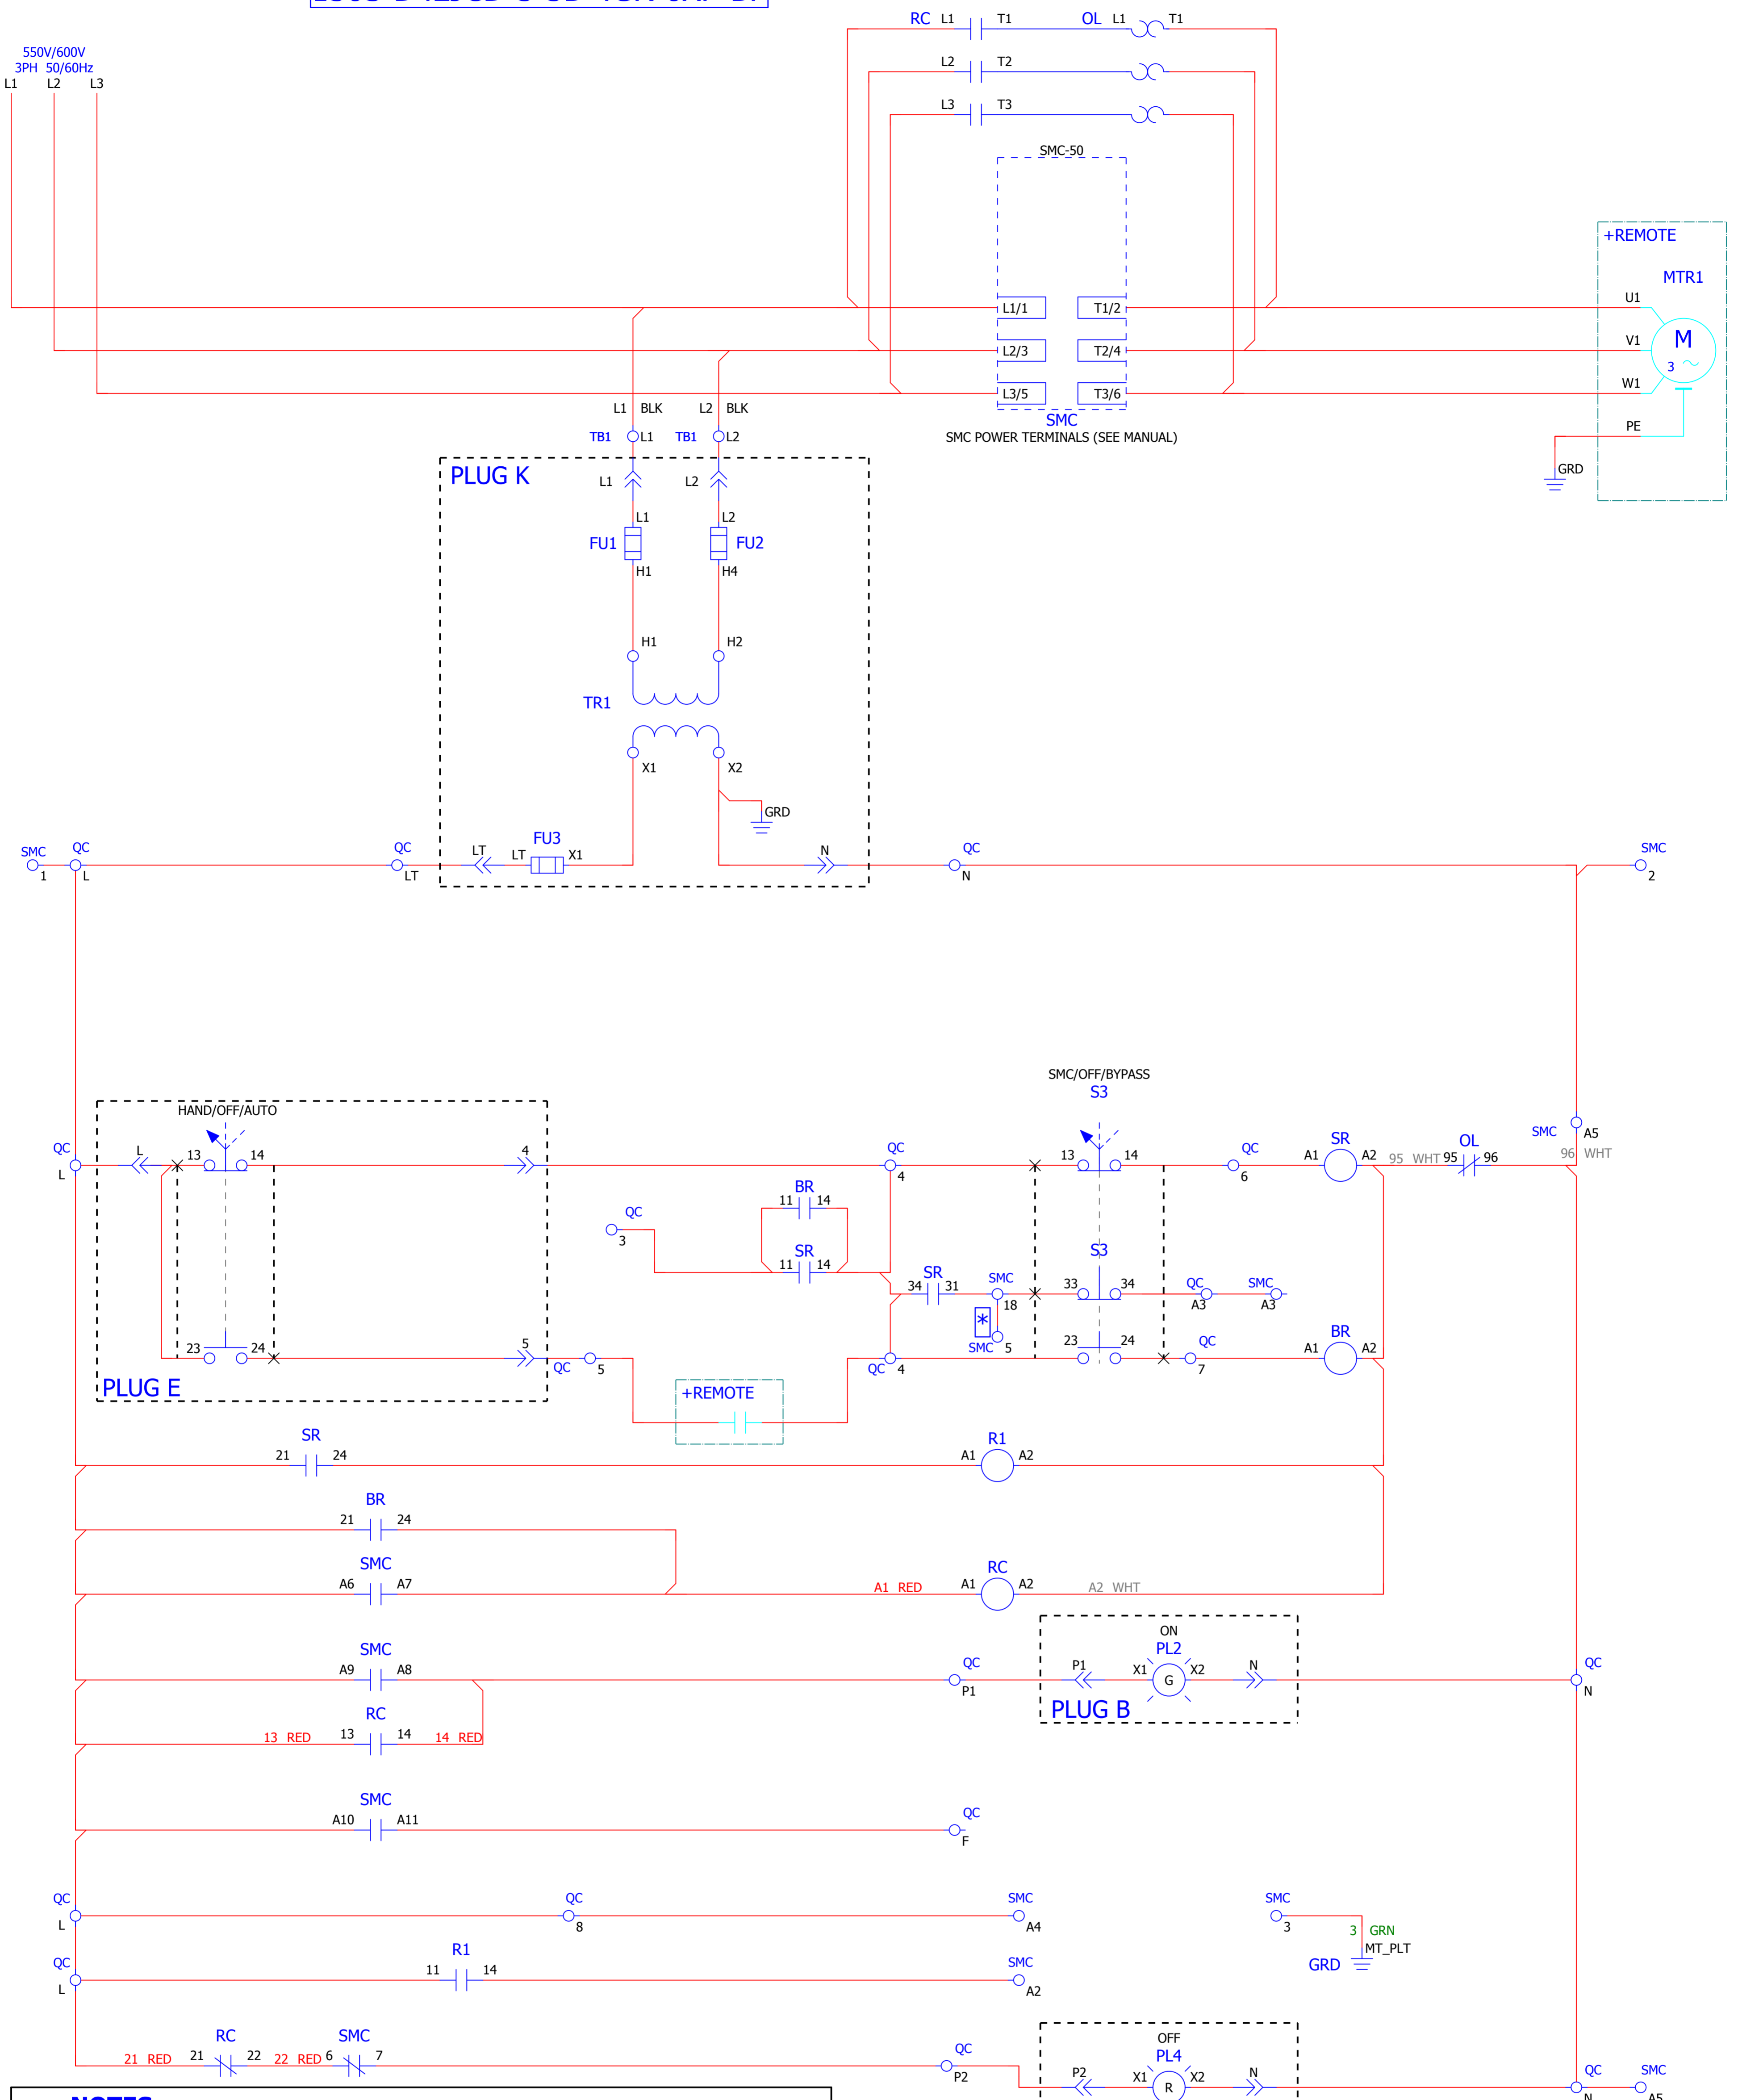 RC L1 T1 OL L1 T1
550V/600V
3PH 50/60Hz
L1 L2 L3
L2 T2
L3 T3
SMC-50
+REMOTE
MTR1
L1/1 T1/2 U1
L2/3 T2/4 V1 M
3
L3/5 T3/6 W1
L1 BLK L2 BLK
SMC
SMC POWER TERMINALS (SEE MANUAL)
PE
TB1 L1 TB1 L2
GRD
PLUG K
L1 L2
L1 L2
FU1 FU2
H1 H4
H1 H2
TR1
X1 X2
GRD
SMC QC QC LT LT FU3 X1 N QC SMC
1 L LT N 2
SMC/OFF/BYPASS
S3
HAND/OFF/AUTO
SMC A5
QC L 13 14 4 QC 13 14 QC SR OL
A1 A2 95 WHT 95 96 96 WHT
L 4 6
BR
11 14
QC
3
SR
11 14
S3
SR
34 31 SMC 33 34 QC SMC
18 A3 A3
*
SMC 5
BR
23 24 5 QC 5 QC 4 23 24 QC 7 A1 A2
PLUG E
+REMOTE
SR
21 24
R1
A1 A2
BR
21 24
SMC
A6 A7
RC
A1 RED A1 A2 A2 WHT
ON
PL2
SMC
A9 A8 QC P1 P1 X1 G X2 N QC N
PLUG B
RC
13 RED 13 14 14 RED
SMC
A10 A11 QC
F
QC QC SMC SMC
L 8 A4 3
3 GRN
MT_PLT
GRD
QC R1 SMC
L 11 14 A2
OFF
PL4
RC SMC
21 RED 21 22 22 RED 6 7 QC
P2 P2 X1 R X2 N QC SMC